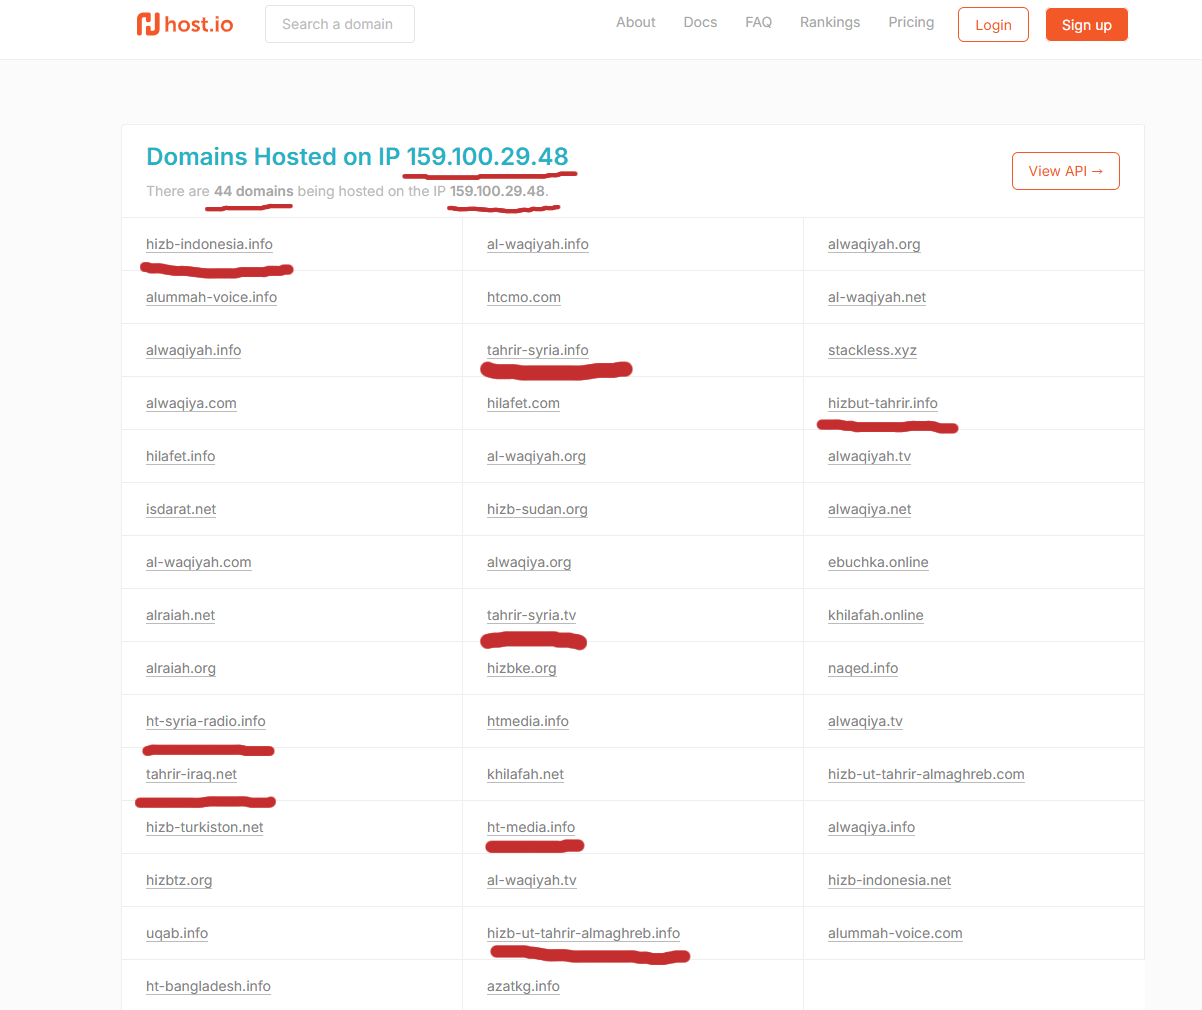 host.io Search a domain About Docs FAQ Rankings Pricing Login Sign up
Domains Hosted on IP 159.100.29.48
There are 44 domains being hosted on the IP 159.100.29.48.
View API →
hizb-indonesia.info al-waqiyah.info alwaqiyah.org
alummah-voice.info htcmo.com al-waqiyah.net
alwaqiyah.info tahrir-syria.info stackless.xyz
alwaqiya.com hilafet.com hizbut-tahrir.info
hilafet.info al-waqiyah.org alwaqiyah.tv
isdarat.net hizb-sudan.org alwaqiya.net
al-waqiyah.com alwaqiya.org ebuchka.online
alraiah.net tahrir-syria.tv khilafah.online
alraiah.org hizbke.org naqed.info
ht-syria-radio.info htmedia.info alwaqiya.tv
tahrir-iraq.net khilafah.net hizb-ut-tahrir-almaghreb.com
hizb-turkiston.net ht-media.info alwaqiya.info
hizbtz.org al-waqiyah.tv hizb-indonesia.net
uqab.info hizb-ut-tahrir-almaghreb.info alummah-voice.com
ht-bangladesh.info azatkg.info